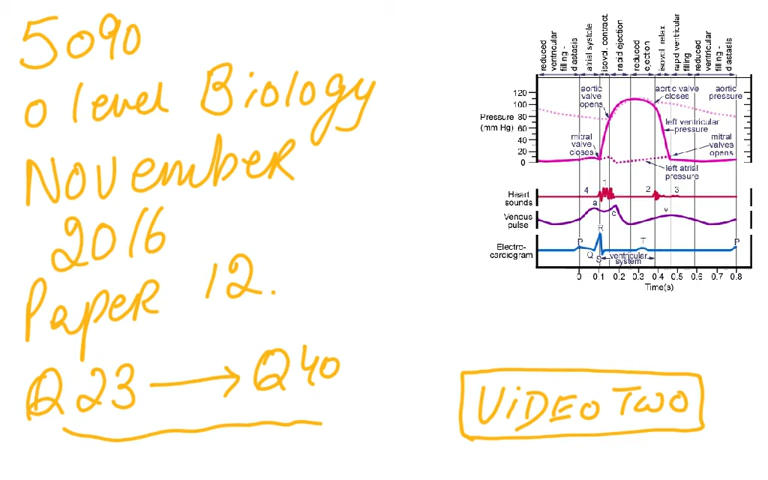 5090
O level Biology
November
2016
Paper 12.
Q23 → Q40
VIDEO TWO
reduced ventricular filling - diastasis
atrial systole
isovol. contract.
rapid ejection
reduced ejection
isovol. relax
rapid ventricular filling
reduced ventricular filling - diastasis
Pressure (mm Hg)
120
100
80
60
40
20
0
aortic valve opens
aortic valve closes
aortic pressure
left ventricular pressure
mitral valve closes
mitral valves opens
left atrial pressure
Heart sounds
4 1 2 3
Venous pulse
a c v
Electro-cardiogram
P Q R S T P
ventricular system
0 0.1 0.2 0.3 0.4 0.5 0.6 0.7 0.8
Time(s)